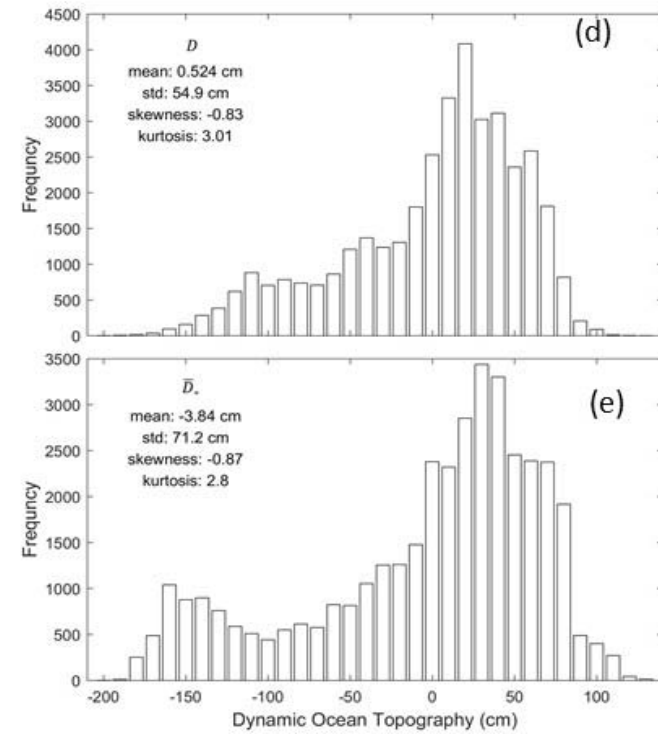 4500
4000
3500
3000
2500
2000
1500
1000
500
0
Frequncy
D
mean: 0.524 cm
std: 54.9 cm
skewness: -0.83
kurtosis: 3.01
(d)
3500
3000
2500
2000
1500
1000
500
0
Frequncy
D̅*
mean: -3.84 cm
std: 71.2 cm
skewness: -0.87
kurtosis: 2.8
(e)
-200 -150 -100 -50 0 50 100
Dynamic Ocean Topography (cm)